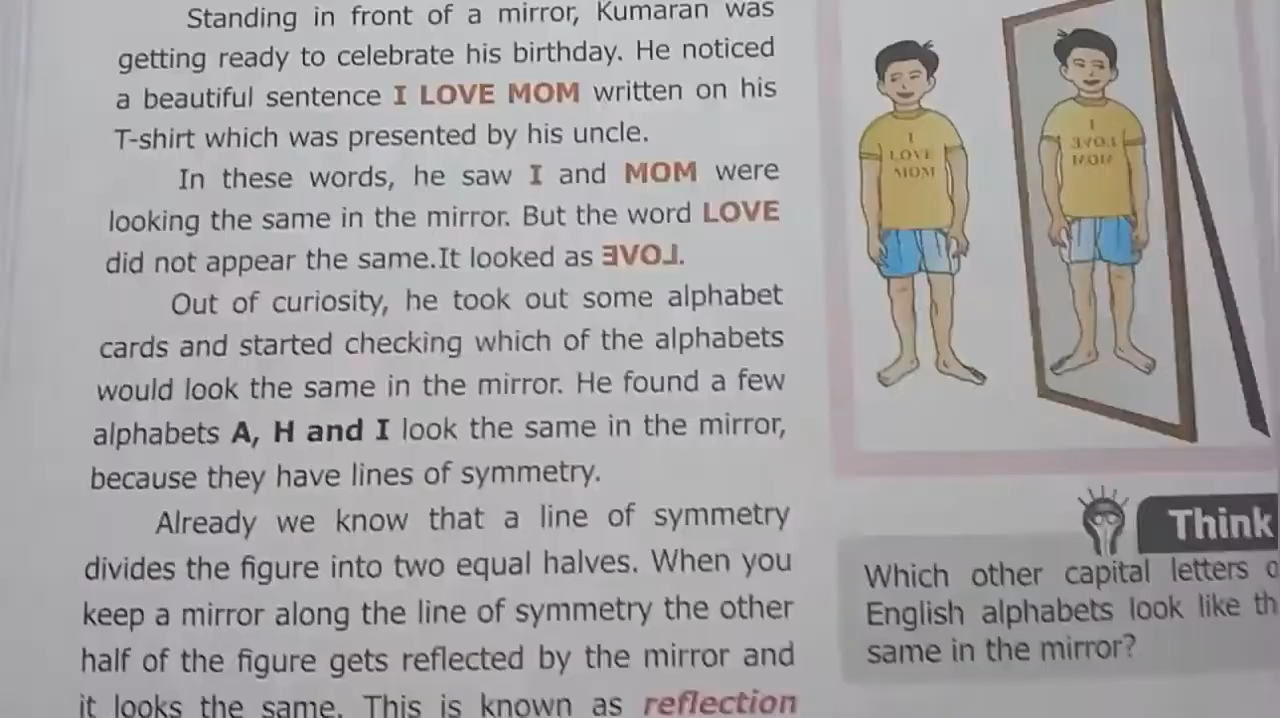 Standing in front of a mirror, Kumaran was
getting ready to celebrate his birthday. He noticed
a beautiful sentence I LOVE MOM written on his
T-shirt which was presented by his uncle.
In these words, he saw I and MOM were
looking the same in the mirror. But the word LOVE
did not appear the same.It looked as ƎVO⅃.
Out of curiosity, he took out some alphabet
cards and started checking which of the alphabets
would look the same in the mirror. He found a few
alphabets A, H and I look the same in the mirror,
because they have lines of symmetry.
Already we know that a line of symmetry
divides the figure into two equal halves. When you
keep a mirror along the line of symmetry the other
half of the figure gets reflected by the mirror and
it looks the same. This is known as reflection
I
LOVE
MOM
I
ƎVO⅃
MOM
Think
Which other capital letters
English alphabets look like
same in the mirror?